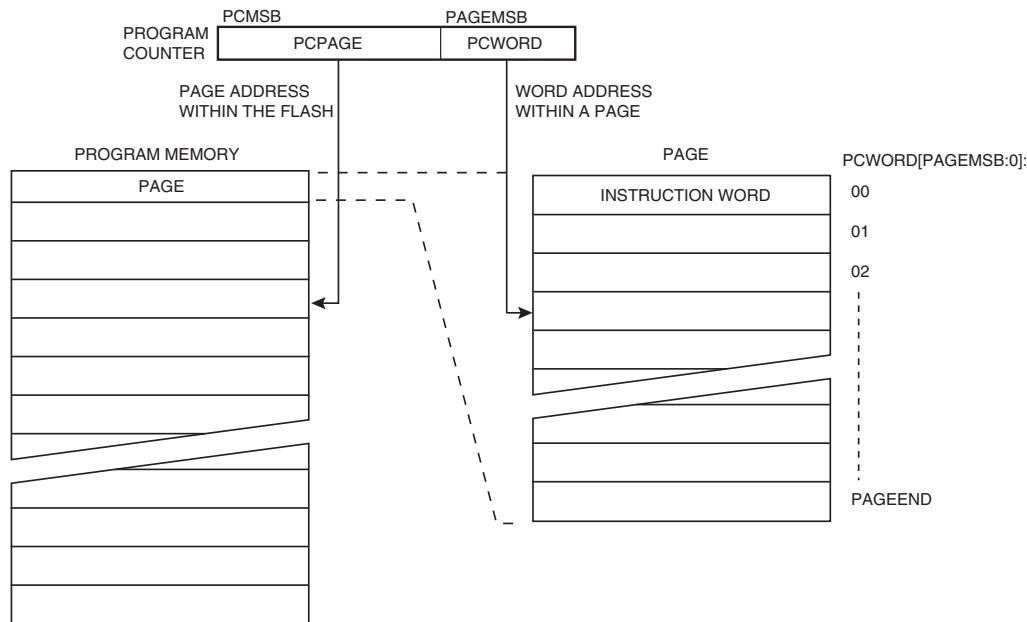 PCMSB
PAGEMSB
PROGRAM
COUNTER
PCPAGE
PCWORD
PAGE ADDRESS
WITHIN THE FLASH
WORD ADDRESS
WITHIN A PAGE
PROGRAM MEMORY
PAGE
PAGE
PCWORD[PAGEMSB:0]:
INSTRUCTION WORD
00
01
02
PAGEEND